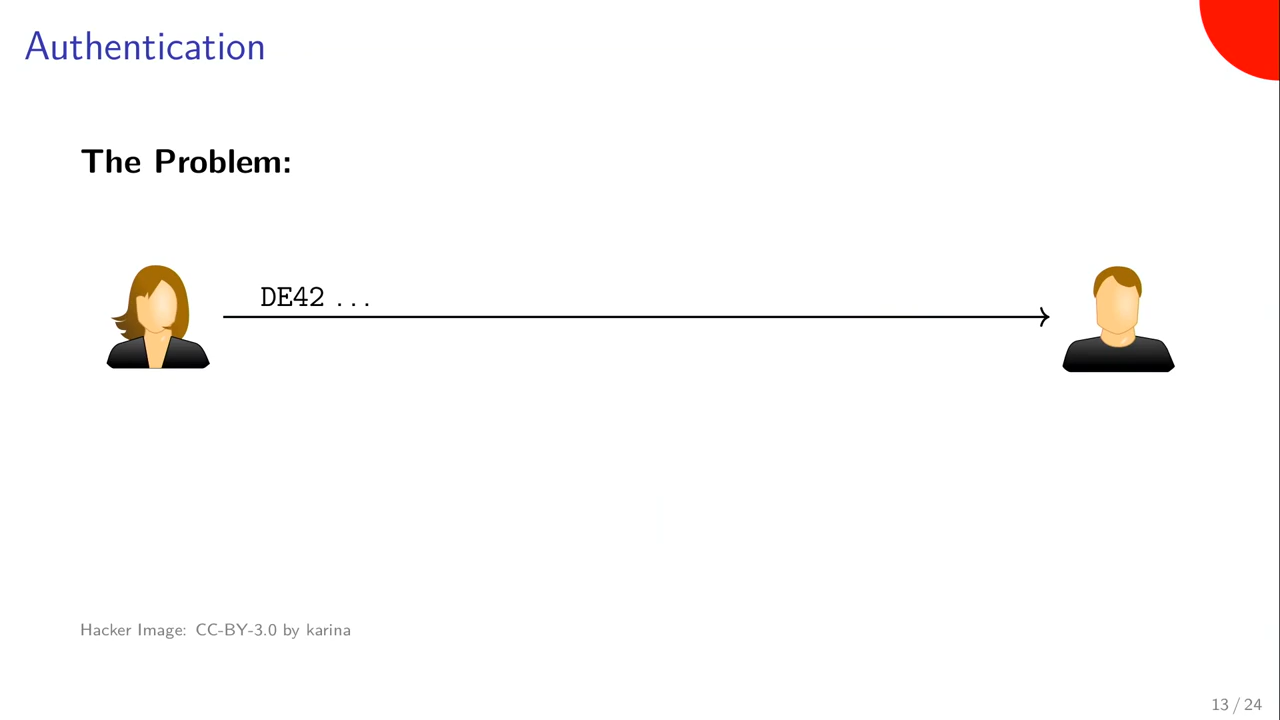 Authentication
The Problem:
DE42 ...
Hacker Image: CC-BY-3.0 by karina
13 / 24